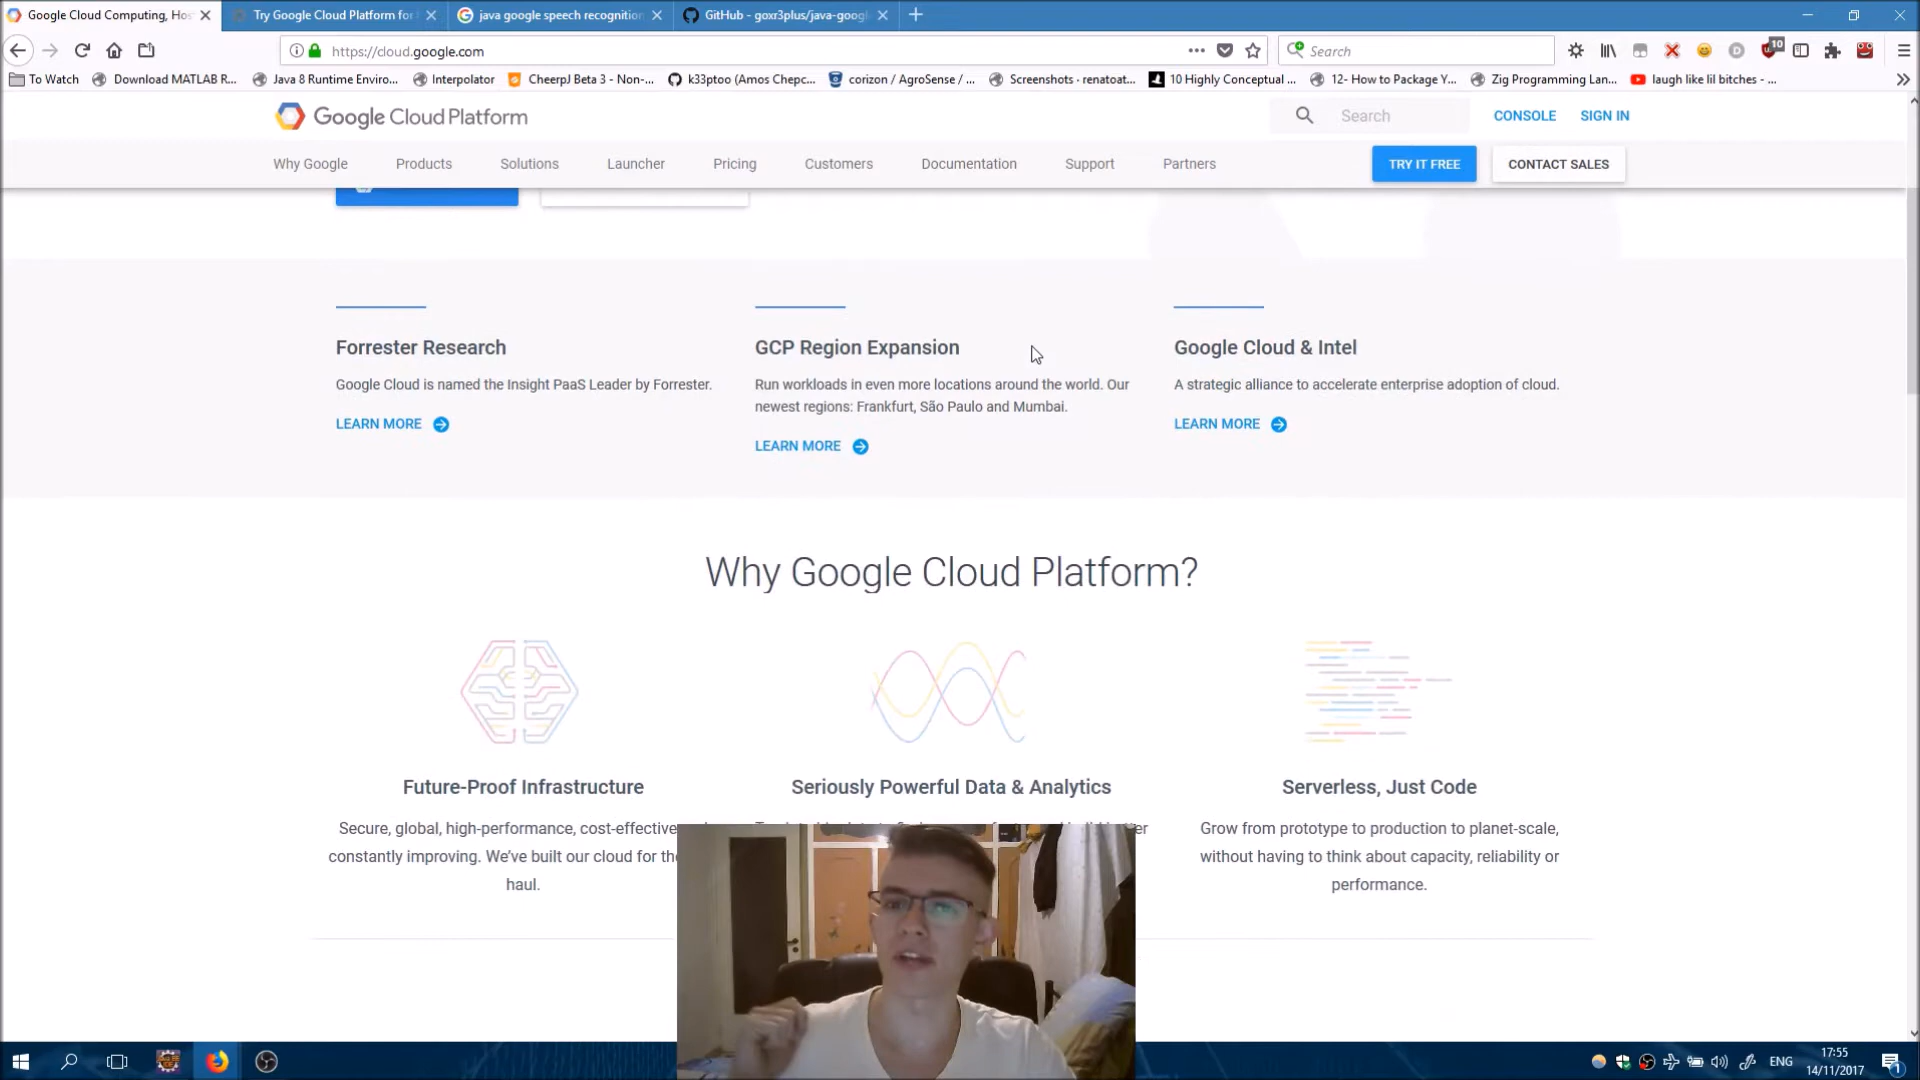 Google Cloud Computing, Hos
Try Google Cloud Platform for
java google speech recognition
GitHub - goxr3plus/java-googl
https://cloud.google.com
Search
10
To Watch
Download MATLAB R...
Java 8 Runtime Enviro...
Interpolator
CheerpJ Beta 3 - Non-...
k33ptoo (Amos Chepc...
corizon / AgroSense / ...
Screenshots · renatoat...
10 Highly Conceptual ...
12- How to Package Y...
Zig Programming Lan...
laugh like lil bitches - ...
Google Cloud Platform
Search
CONSOLE
SIGN IN
Why Google
Products
Solutions
Launcher
Pricing
Customers
Documentation
Support
Partners
TRY IT FREE
CONTACT SALES
Forrester Research
Google Cloud is named the Insight PaaS Leader by Forrester.
LEARN MORE
GCP Region Expansion
Run workloads in even more locations around the world. Our
newest regions: Frankfurt, São Paulo and Mumbai.
LEARN MORE
Google Cloud & Intel
A strategic alliance to accelerate enterprise adoption of cloud.
LEARN MORE
Why Google Cloud Platform?
Future-Proof Infrastructure
Secure, global, high-performance, cost-effective
constantly improving. We've built our cloud for the
haul.
Seriously Powerful Data & Analytics
Serverless, Just Code
Grow from prototype to production to planet-scale,
without having to think about capacity, reliability or
performance.
ENG
17:55
14/11/2017
1